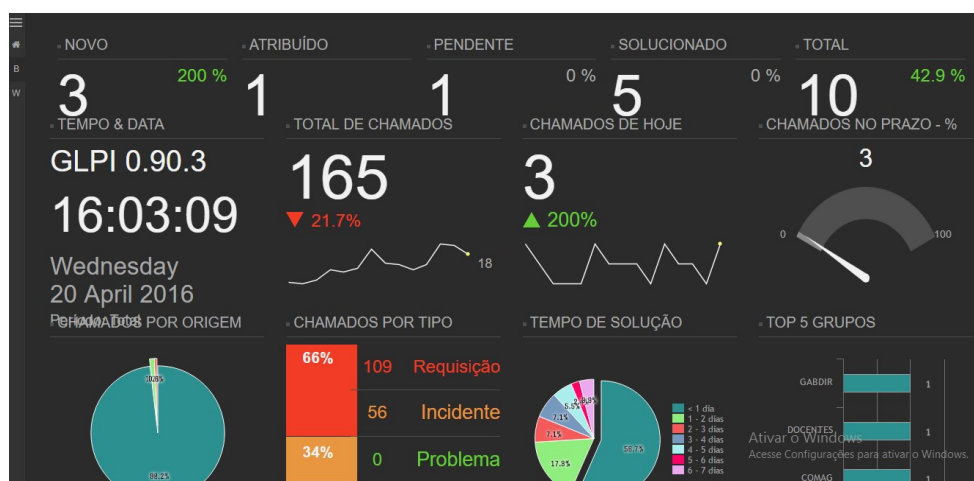 NOVO
ATRIBUÍDO
PENDENTE
SOLUCIONADO
TOTAL
B
W
3
200 %
1
1
0 %
5
0 %
10
42.9 %
TEMPO & DATA
TOTAL DE CHAMADOS
CHAMADOS DE HOJE
CHAMADOS NO PRAZO - %
GLPI 0.90.3
16:03:09
Wednesday
20 April 2016
165
21.7%
18
3
200%
3
0
100
CHAMADOS POR ORIGEM
CHAMADOS POR TIPO
TEMPO DE SOLUÇÃO
TOP 5 GRUPOS
66%
109 Requisição
56 Incidente
34%
0 Problema
5.5%
7.1%
7.1%
17.3%
< 1 dia
1 - 2 dias
2 - 3 dias
3 - 4 dias
4 - 5 dias
5 - 6 dias
6 - 7 dias
GABDIR
1
DOCENTES
1
COMAG
1
Ativar o Windows
Acesse Configurações para ativar o Windows.